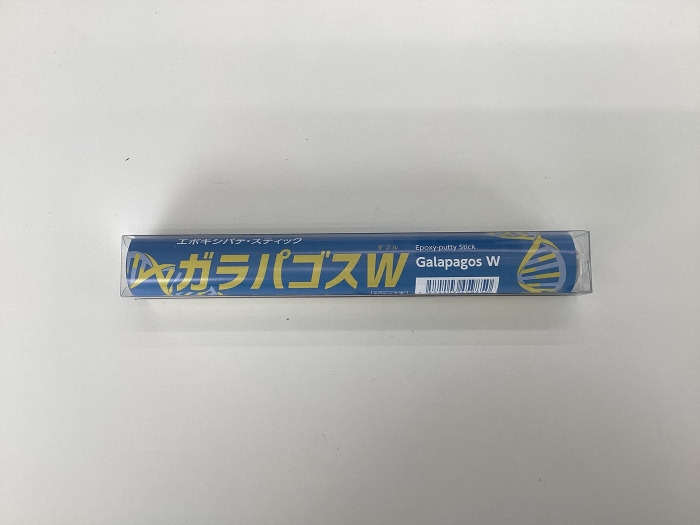 エポキシパテ・スティック
ダブル
ガラパゴスW
Epoxy-putty Stick
Galapagos W